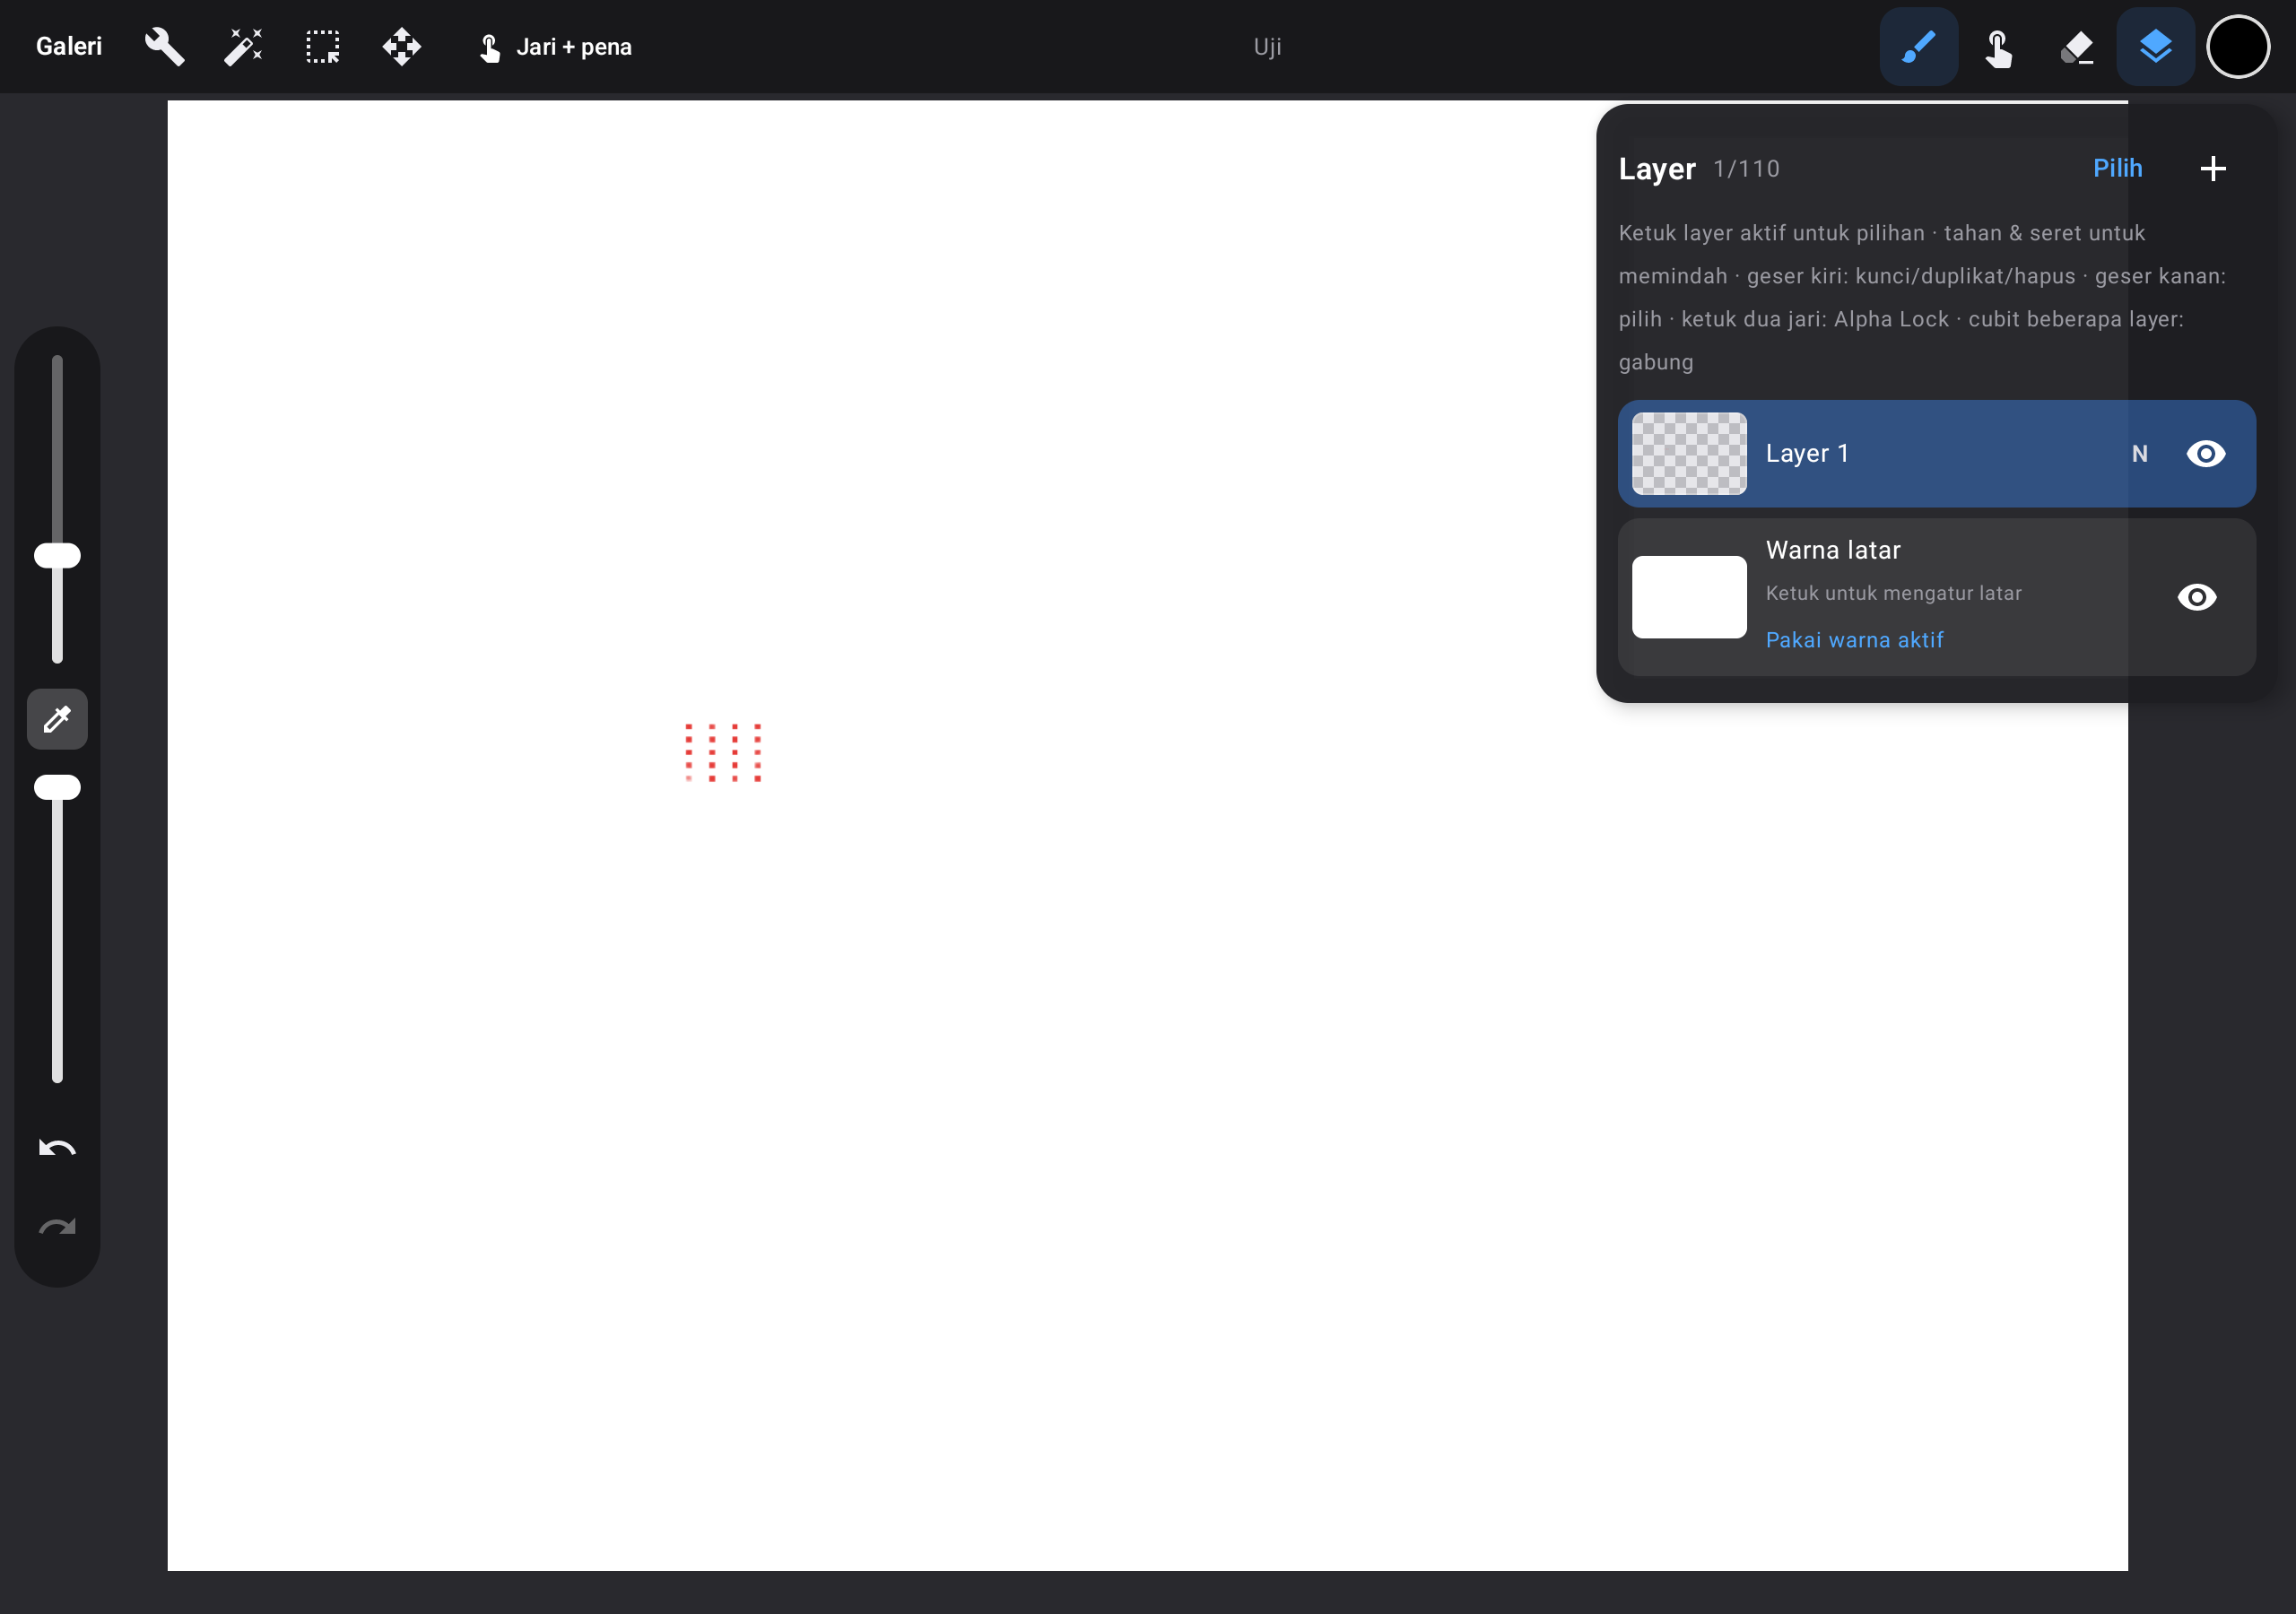 Galeri
Jari + pena
Uji
Layer 1/110
Pilih
Ketuk layer aktif untuk pilihan · tahan & seret untuk
memindah · geser kiri: kunci/duplikat/hapus · geser kanan:
pilih · ketuk dua jari: Alpha Lock · cubit beberapa layer:
gabung
Layer 1
N
Warna latar
Ketuk untuk mengatur latar
Pakai warna aktif